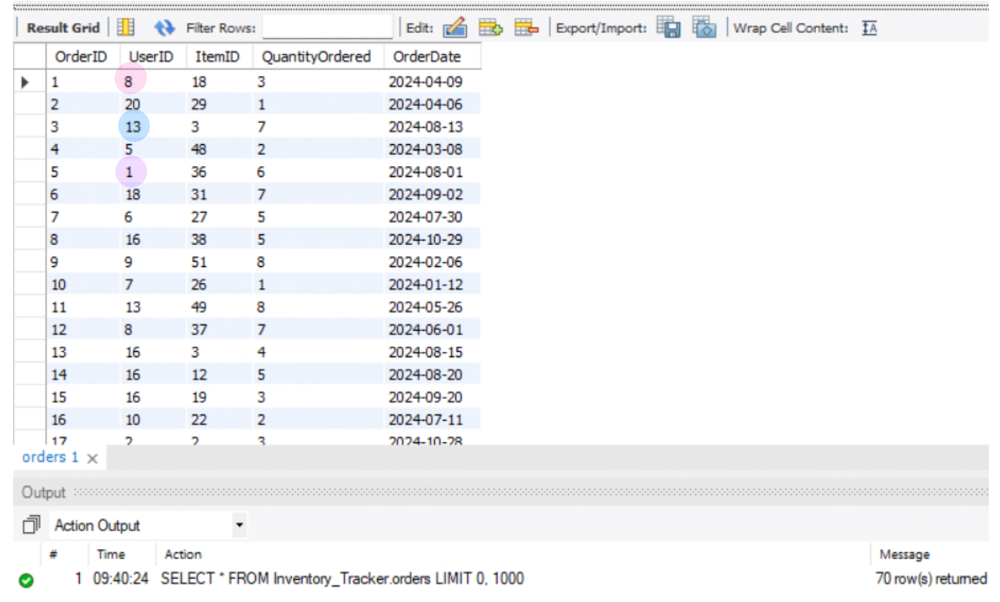 Result Grid Filter Rows: Edit: Export/Import: Wrap Cell Content: IA
OrderID UserID ItemID QuantityOrdered OrderDate
1 8 18 3 2024-04-09
2 20 29 1 2024-04-06
3 13 3 7 2024-08-13
4 5 48 2 2024-03-08
5 1 36 6 2024-08-01
6 18 31 7 2024-09-02
7 6 27 5 2024-07-30
8 16 38 5 2024-10-29
9 9 51 8 2024-02-06
10 7 26 1 2024-01-12
11 13 49 8 2024-05-26
12 8 37 7 2024-06-01
13 16 3 4 2024-08-15
14 16 12 5 2024-08-20
15 16 19 3 2024-09-20
16 10 22 2 2024-07-11
17 2 2 3 2024-10-28
orders 1
Output
Action Output
# Time Action Message
1 09:40:24 SELECT * FROM Inventory_Tracker.orders LIMIT 0, 1000 70 row(s) returned